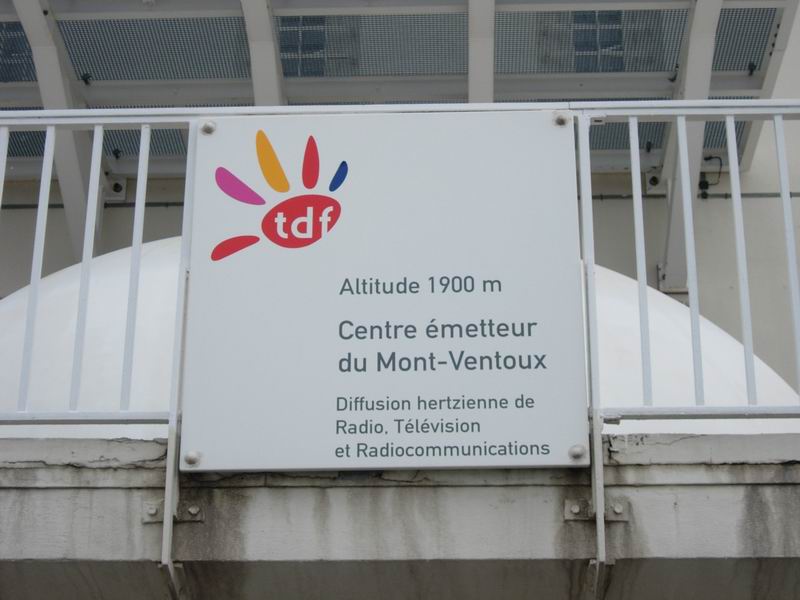 tdf
Altitude 1900 m
Centre émetteur
du Mont-Ventoux
Diffusion hertzienne de
Radio, Télévision
et Radiocommunications